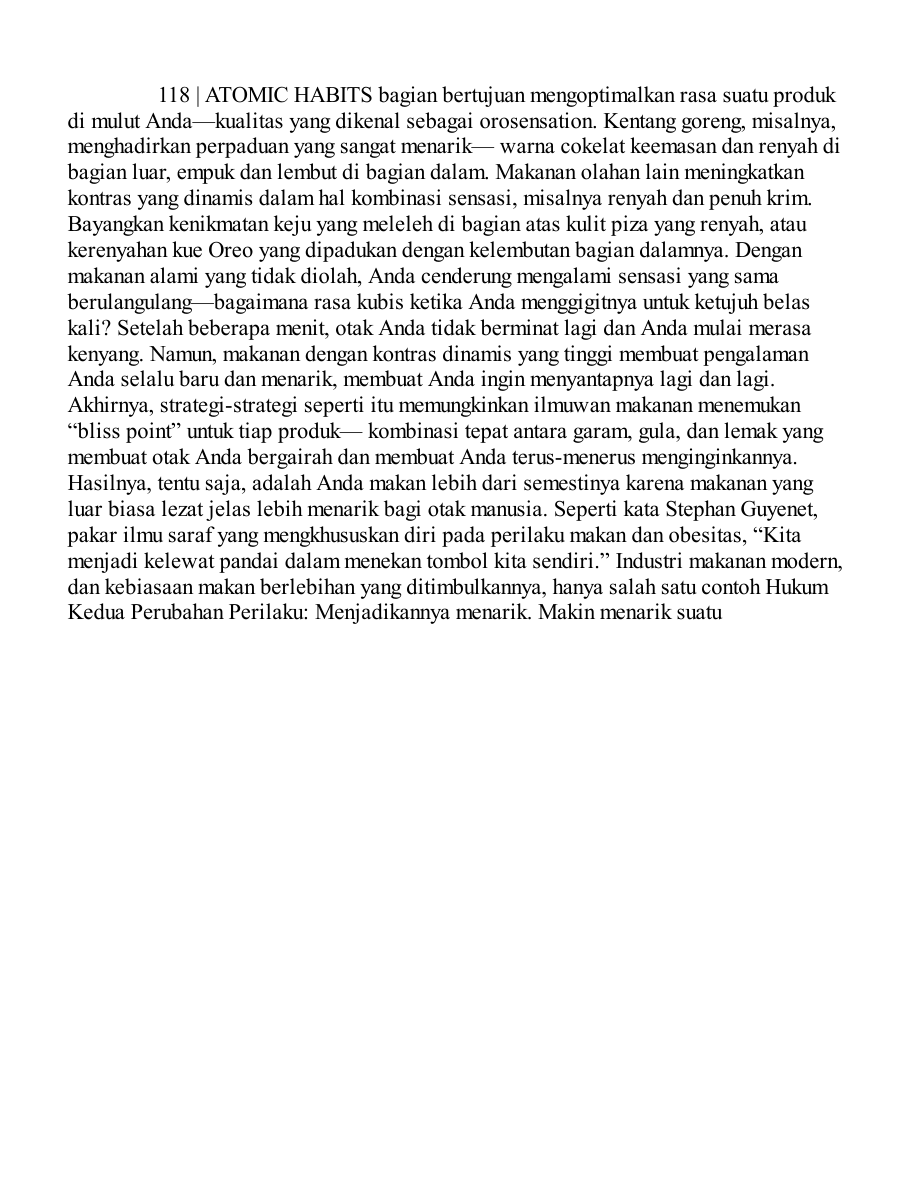 118 | ATOMIC HABITS bagian bertujuan mengoptimalkan rasa suatu produk
di mulut Anda—kualitas yang dikenal sebagai orosensation. Kentang goreng, misalnya,
menghadirkan perpaduan yang sangat menarik— warna cokelat keemasan dan renyah di
bagian luar, empuk dan lembut di bagian dalam. Makanan olahan lain meningkatkan
kontras yang dinamis dalam hal kombinasi sensasi, misalnya renyah dan penuh krim.
Bayangkan kenikmatan keju yang meleleh di bagian atas kulit piza yang renyah, atau
kerenyahan kue Oreo yang dipadukan dengan kelembutan bagian dalamnya. Dengan
makanan alami yang tidak diolah, Anda cenderung mengalami sensasi yang sama
berulangulang—bagaimana rasa kubis ketika Anda menggigitnya untuk ketujuh belas
kali? Setelah beberapa menit, otak Anda tidak berminat lagi dan Anda mulai merasa
kenyang. Namun, makanan dengan kontras dinamis yang tinggi membuat pengalaman
Anda selalu baru dan menarik, membuat Anda ingin menyantapnya lagi dan lagi.
Akhirnya, strategi-strategi seperti itu memungkinkan ilmuwan makanan menemukan
“bliss point” untuk tiap produk— kombinasi tepat antara garam, gula, dan lemak yang
membuat otak Anda bergairah dan membuat Anda terus-menerus menginginkannya.
Hasilnya, tentu saja, adalah Anda makan lebih dari semestinya karena makanan yang
luar biasa lezat jelas lebih menarik bagi otak manusia. Seperti kata Stephan Guyenet,
pakar ilmu saraf yang mengkhususkan diri pada perilaku makan dan obesitas, “Kita
menjadi kelewat pandai dalam menekan tombol kita sendiri.” Industri makanan modern,
dan kebiasaan makan berlebihan yang ditimbulkannya, hanya salah satu contoh Hukum
Kedua Perubahan Perilaku: Menjadikannya menarik. Makin menarik suatu